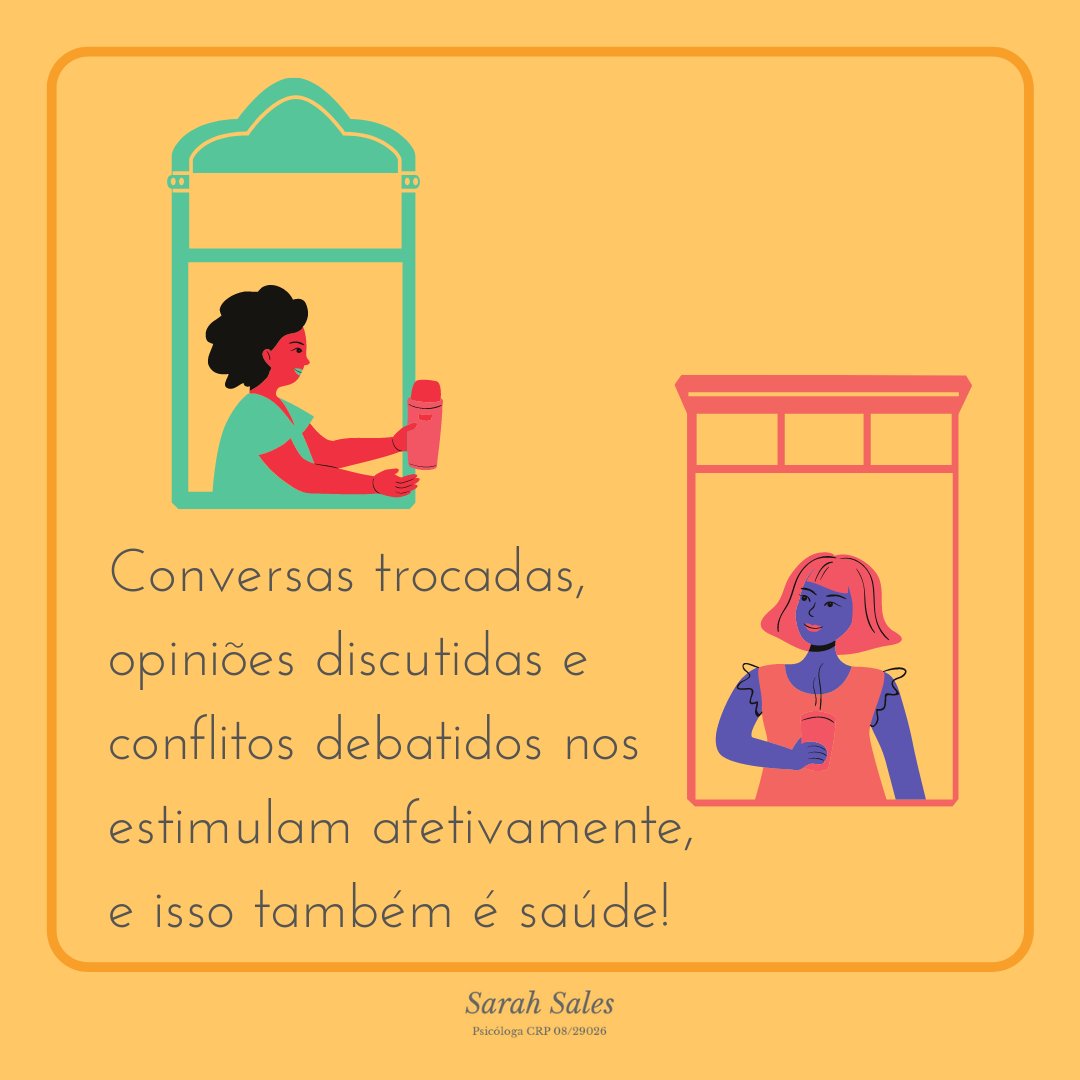 Conversas trocadas,
opiniões discutidas e
conflitos debatidos nos
estimulam afetivamente,
e isso também é saúde!
Sarah Sales
Psicóloga CRP 08/29026